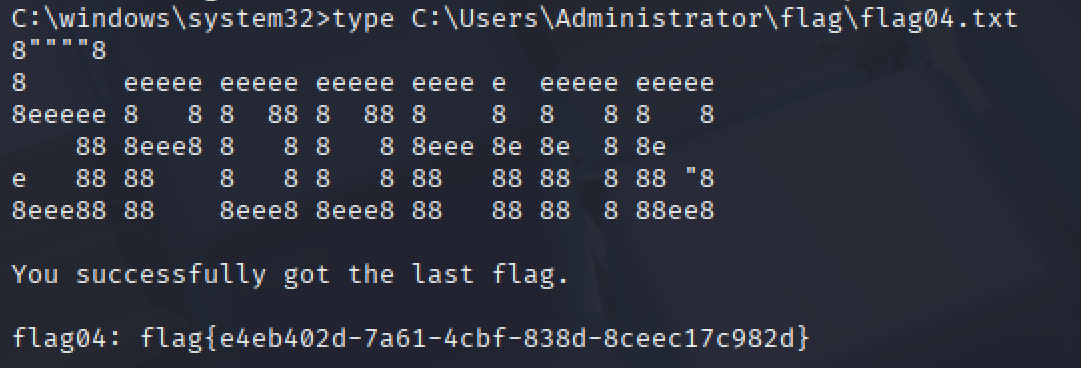 C:\windows\system32>type C:\Users\Administrator\flag\flag04.txt
8""""8
8      eeeee eeeee eeeee eeee e  eeeee eeeee
8eeeee 8   8 8  88 8  88 8    8  8   8 8   8
    88 8eee8 8   8 8   8 8eee 8e 8e  8 8e
e   88 88    8   8 8   8 88   88 88  8 88 "8
8eee88 88    8eee8 8eee8 88   88 88  8 88ee8
You successfully got the last flag.
flag04: flag{e4eb402d-7a61-4cbf-838d-8ceec17c982d}